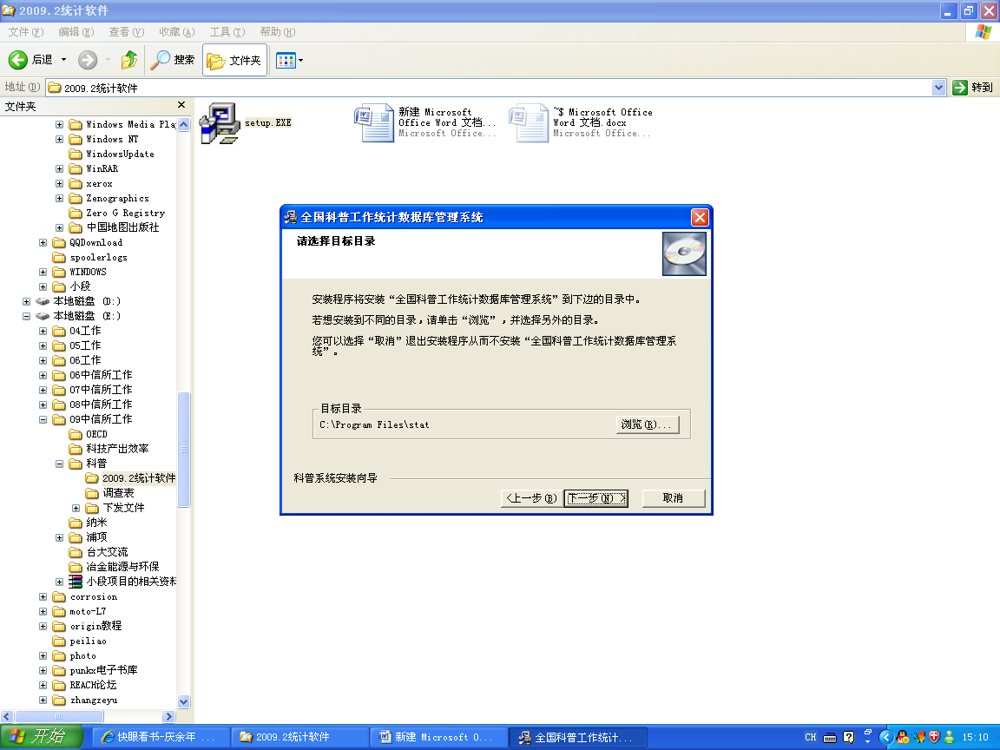 2009.2统计软件
文件(F) 编辑(E) 查看(V) 收藏(A) 工具(T) 帮助(H)
后退 搜索 文件夹
地址(D) 2009.2统计软件 转到
文件夹
Windows Media Pla
Windows NT
WindowsUpdate
WinRAR
xerox
Zenographics
Zero G Registry
中国地图出版社
QQDownload
spoolerlogs
WINDOWS
小段
本地磁盘 (D:)
本地磁盘 (E:)
04工作
05工作
06工作
06中信所工作
07中信所工作
08中信所工作
09中信所工作
OECD
科技产出效率
科普
2009.2统计软件
调查表
下发文件
纳米
浦项
台大交流
冶金能源与环保
小段项目的相关资料
corrosion
moto-L7
origin教程
peiliao
photo
punkx电子书库
REACH论坛
zhangzeyu
setup.EXE
新建 Microsoft
Office Word 文档...
Microsoft Office...
~$ Microsoft Office
Word 文档.docx
Microsoft Office...
全国科普工作统计数据库管理系统
请选择目标目录
安装程序将安装“全国科普工作统计数据库管理系统”到下边的目录中。
若想安装到不同的目录，请单击“浏览”，并选择另外的目录。
您可以选择“取消”退出安装程序从而不安装“全国科普工作统计数据库管理系
统”。
目标目录
C:\Program Files\stat 浏览(R)...
科普系统安装向导
<上一步(B) 下一步(N)> 取消
开始 快眼看书-庆余年 ... 2009.2统计软件 新建 Microsoft O... 全国科普工作统计... CH 15:10